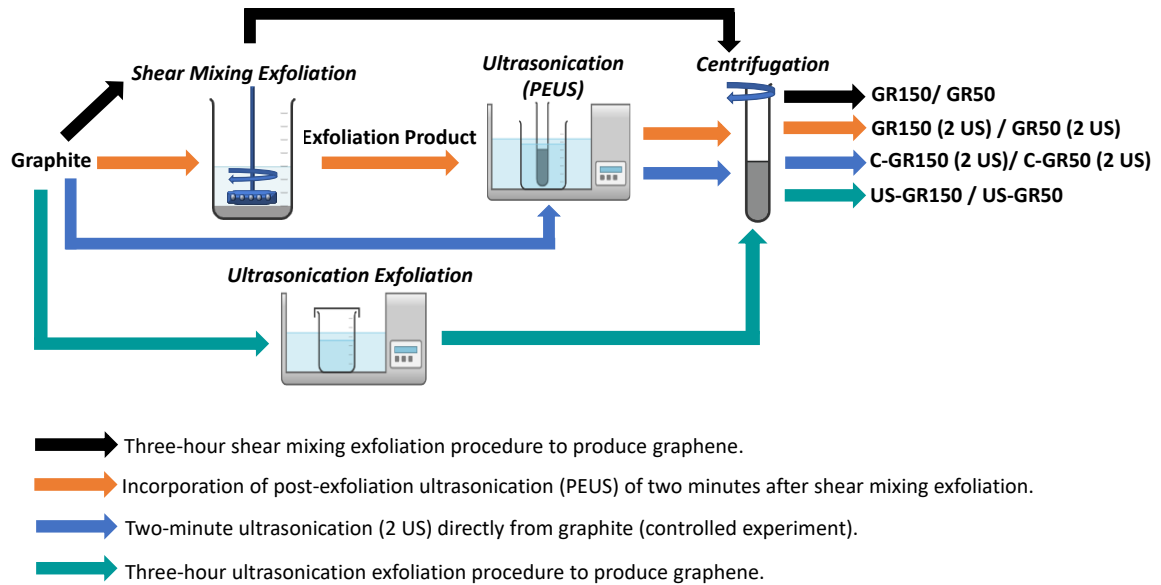 Shear Mixing Exfoliation
Ultrasonication
(PEUS)
Centrifugation
GR150/ GR50
GR150 (2 US) / GR50 (2 US)
C-GR150 (2 US)/ C-GR50 (2 US)
US-GR150 / US-GR50
Graphite
Exfoliation Product
Ultrasonication Exfoliation
Three-hour shear mixing exfoliation procedure to produce graphene.
Incorporation of post-exfoliation ultrasonication (PEUS) of two minutes after shear mixing exfoliation.
Two-minute ultrasonication (2 US) directly from graphite (controlled experiment).
Three-hour ultrasonication exfoliation procedure to produce graphene.